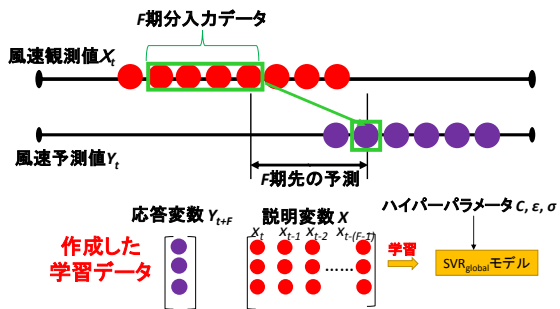 F期分入力データ
風速観測値Xt
風速予測値Yt
F期先の予測
応答変数 Yt+F
説明変数 X
ハイパーパラメータ C, ε, σ
作成した
学習データ
xt xt-1 xt-2 xt-(F-1)
……
学習
SVRglobalモデル